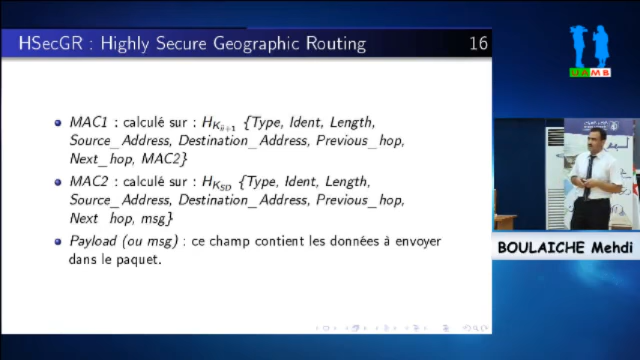 HSecGR : Highly Secure Geographic Routing 16
MAC1 : calculé sur : H_{K_{ii+1}} {Type, Ident, Length,
Source_Address, Destination_Address, Previous_hop,
Next_hop, MAC2}
MAC2 : calculé sur : H_{K_{SD}} {Type, Ident, Length,
Source_Address, Destination_Address, Previous_hop,
Next_hop, msg}
Payload (ou msg) : ce champ contient les données à envoyer
dans le paquet.
UAMB
BOULAICHE Mehdi